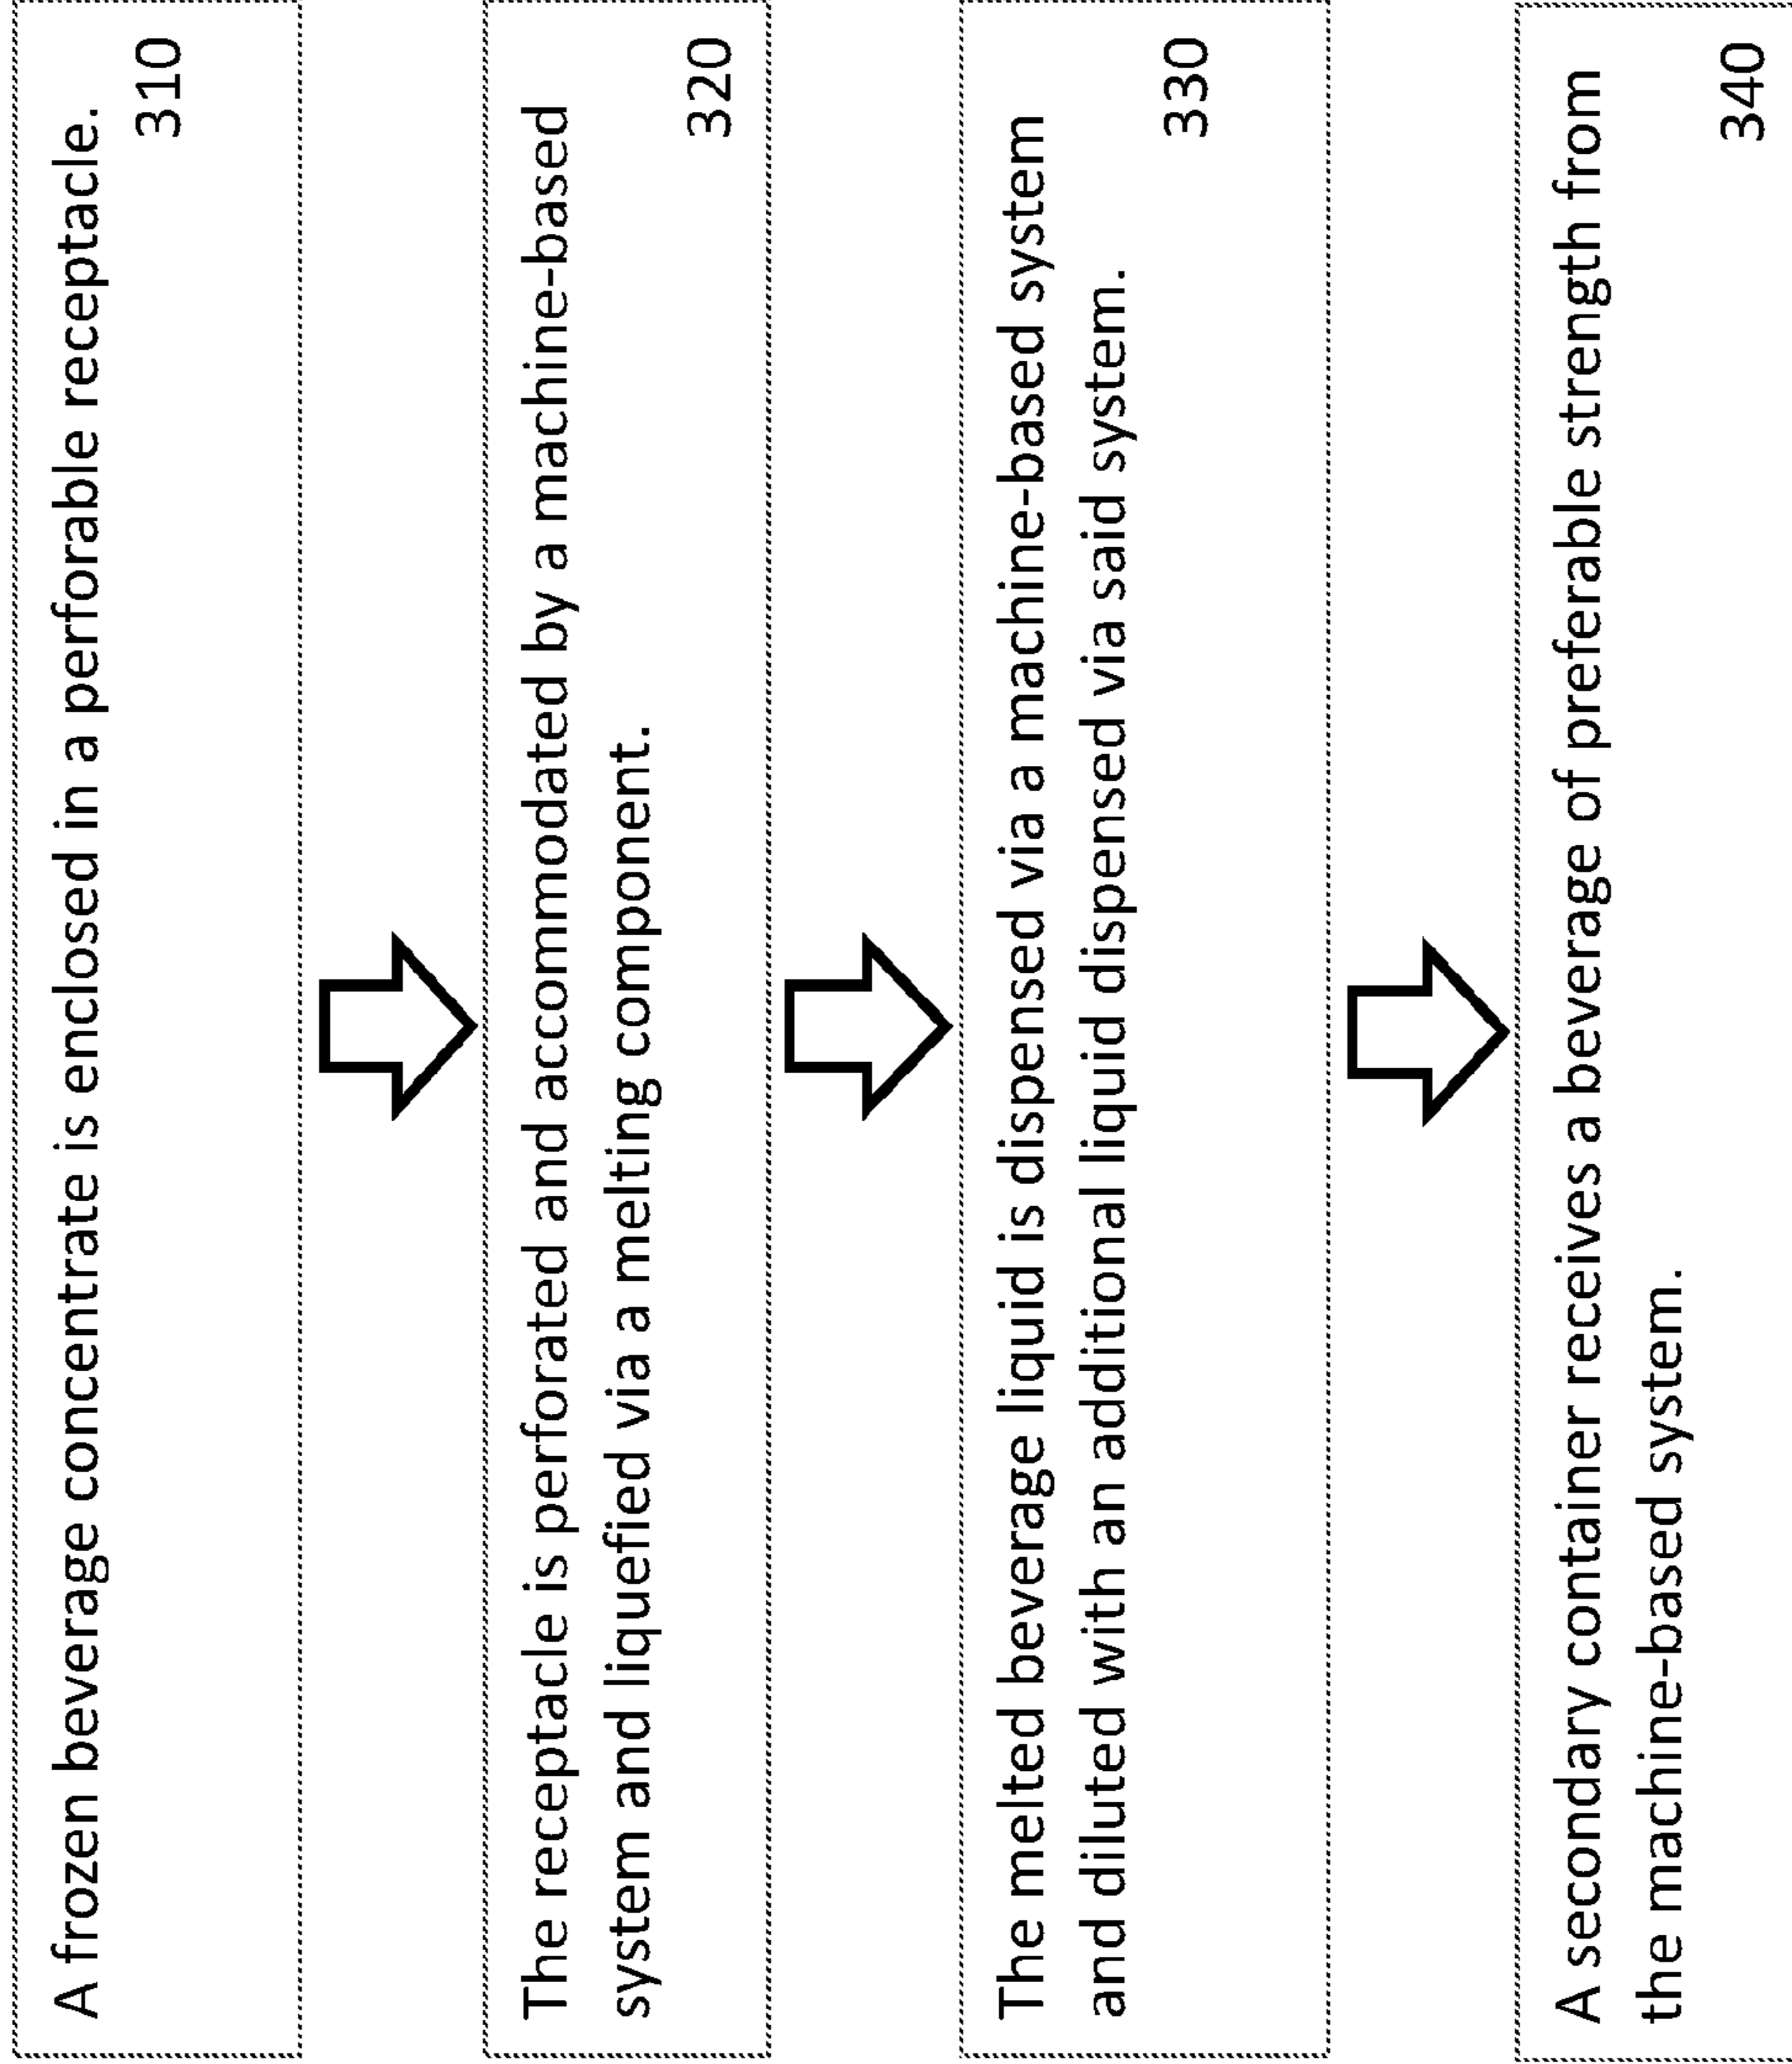 A frozen beverage concentrate is enclosed in a perforable receptacle.
310
The receptacle is perforated and accommodated by a machine-based
system and liquefied via a melting component.
320
The melted beverage liquid is dispensed via a machine-based system
and diluted with an additional liquid dispensed via said system.
330
A secondary container receives a beverage of preferable strength from
the machine-based system.
340